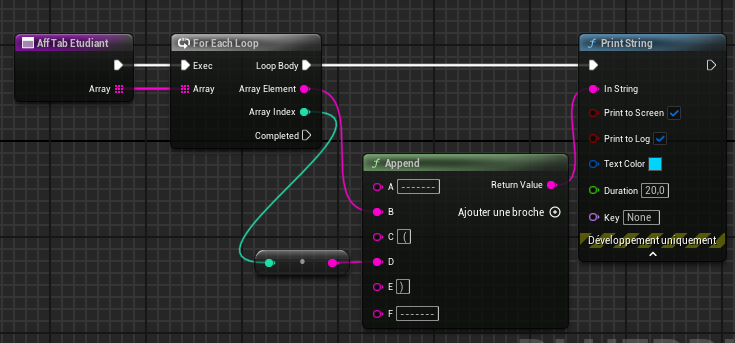 Aff Tab Etudiant
Array
For Each Loop
Exec
Loop Body
Array
Array Element
Array Index
Completed
Append
A -------
Return Value
B
Ajouter une broche
C (
D
E )
F -------
Print String
In String
Print to Screen
Print to Log
Text Color
Duration 20,0
Key None
Développement uniquement